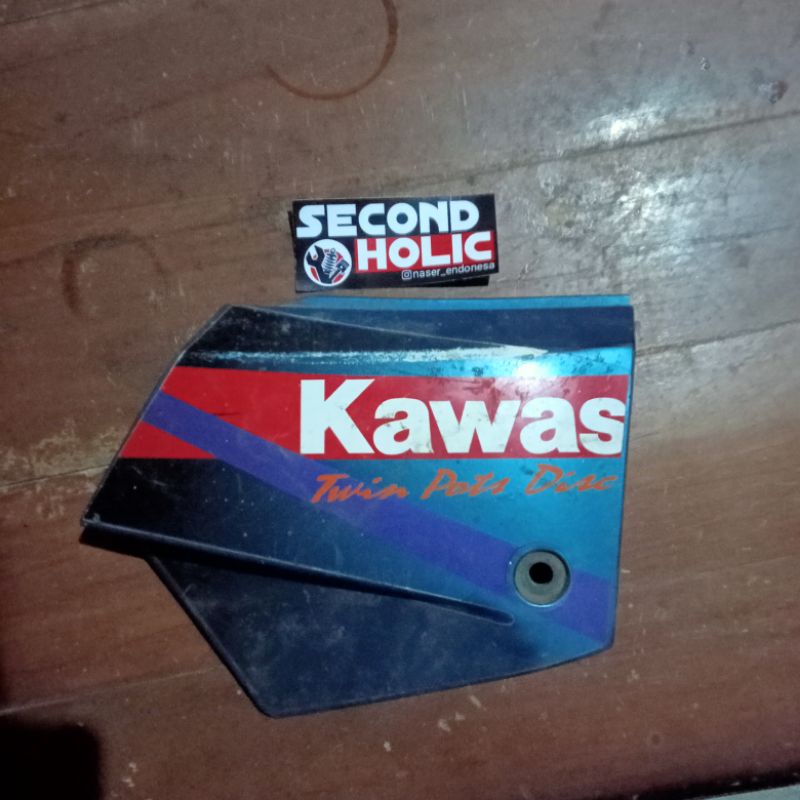 SECOND
HOLIC
@naser_endonesa
Kawas
Twin Pots Disc